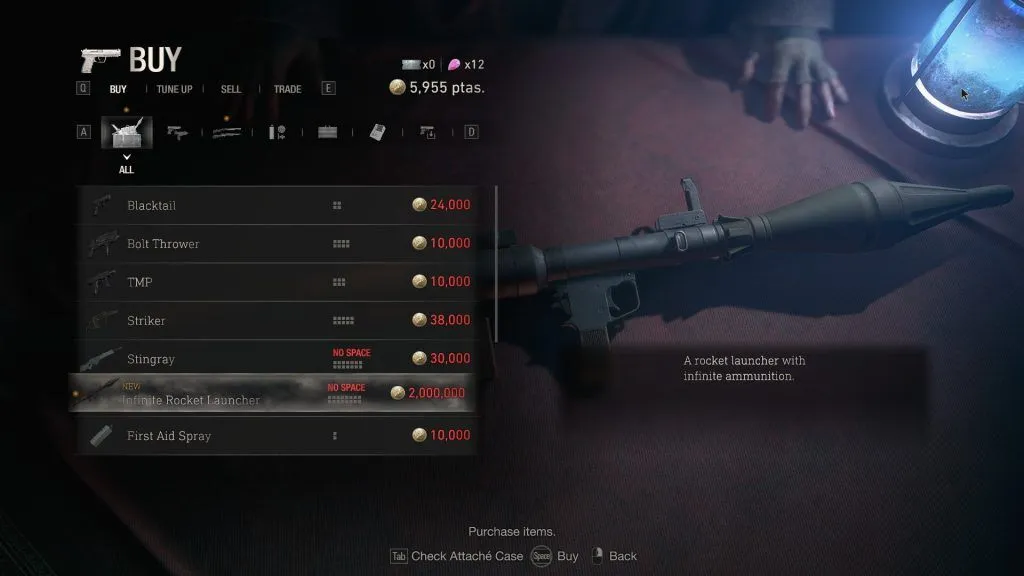 BUY
x0 x12
Q BUY TUNE UP SELL TRADE E
5,955 ptas.
A D
ALL
Blacktail 24,000
Bolt Thrower 10,000
TMP 10,000
Striker 38,000
Stingray NO SPACE 30,000
NEW
Infinite Rocket Launcher NO SPACE 2,000,000
First Aid Spray 10,000
A rocket launcher with
infinite ammunition.
Purchase items.
Tab Check Attaché Case Space Buy Back